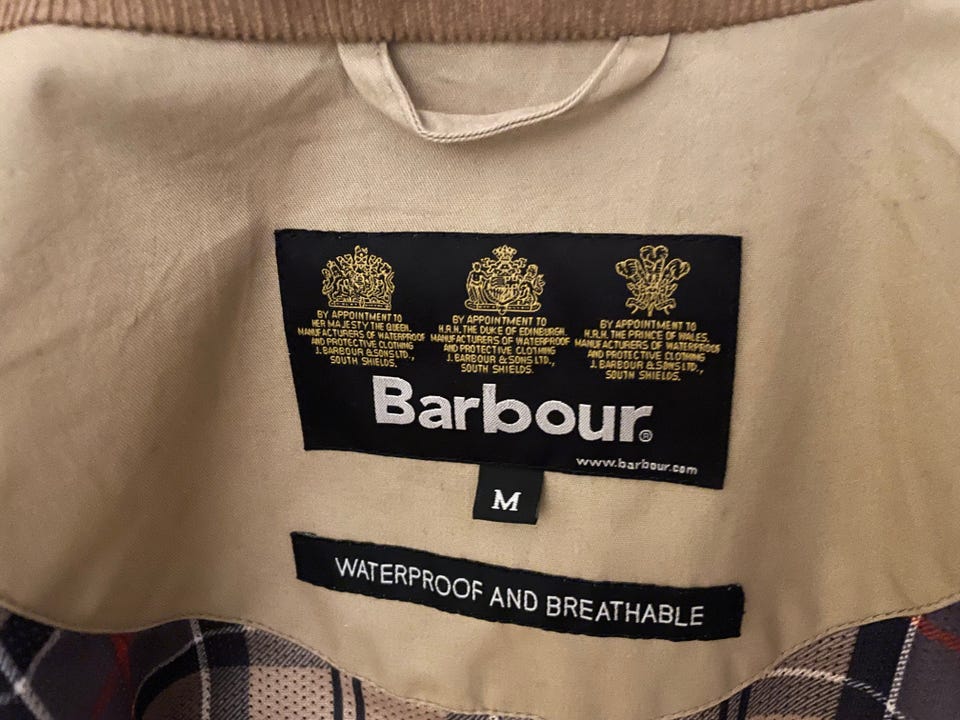 BY APPOINTMENT TO
HER MAJESTY THE QUEEN,
MANUFACTURERS OF WATERPROOF
AND PROTECTIVE CLOTHING
J. BARBOUR & SONS LTD.,
SOUTH SHIELDS.
BY APPOINTMENT TO
H.R.H. THE DUKE OF EDINBURGH,
MANUFACTURERS OF WATERPROOF
AND PROTECTIVE CLOTHING
J. BARBOUR & SONS LTD.,
SOUTH SHIELDS.
BY APPOINTMENT TO
H.R.H. THE PRINCE OF WALES,
MANUFACTURERS OF WATERPROOF
AND PROTECTIVE CLOTHING
J. BARBOUR & SONS LTD.,
SOUTH SHIELDS.
Barbour®
www.barbour.com
M
WATERPROOF AND BREATHABLE